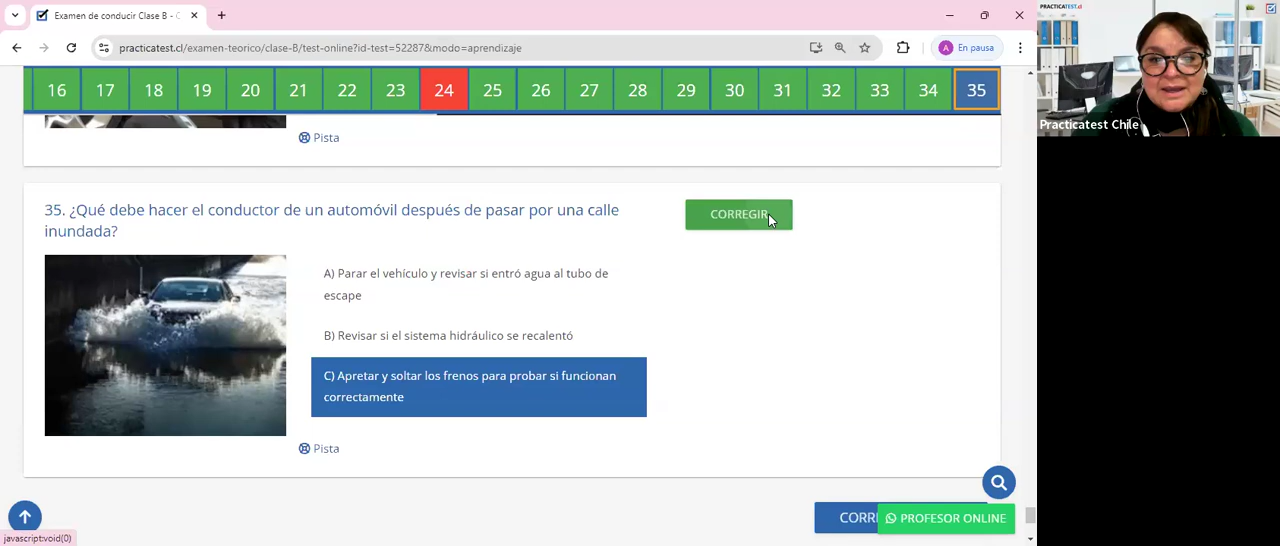 Examen de conducir Clase B - C
practicatest.cl/examen-teorico/clase-B/test-online?id-test=52287&modo=aprendizaje
A En pausa
16 17 18 19 20 21 22 23 24 25 26 27 28 29 30 31 32 33 34 35
Pista
35. ¿Qué debe hacer el conductor de un automóvil después de pasar por una calle
inundada?
CORREGIR
A) Parar el vehículo y revisar si entró agua al tubo de
escape
B) Revisar si el sistema hidráulico se recalentó
C) Apretar y soltar los frenos para probar si funcionan
correctamente
Pista
CORRE
PROFESOR ONLINE
javascript:void(0)
PRACTICATEST.cl
Practicatest Chile